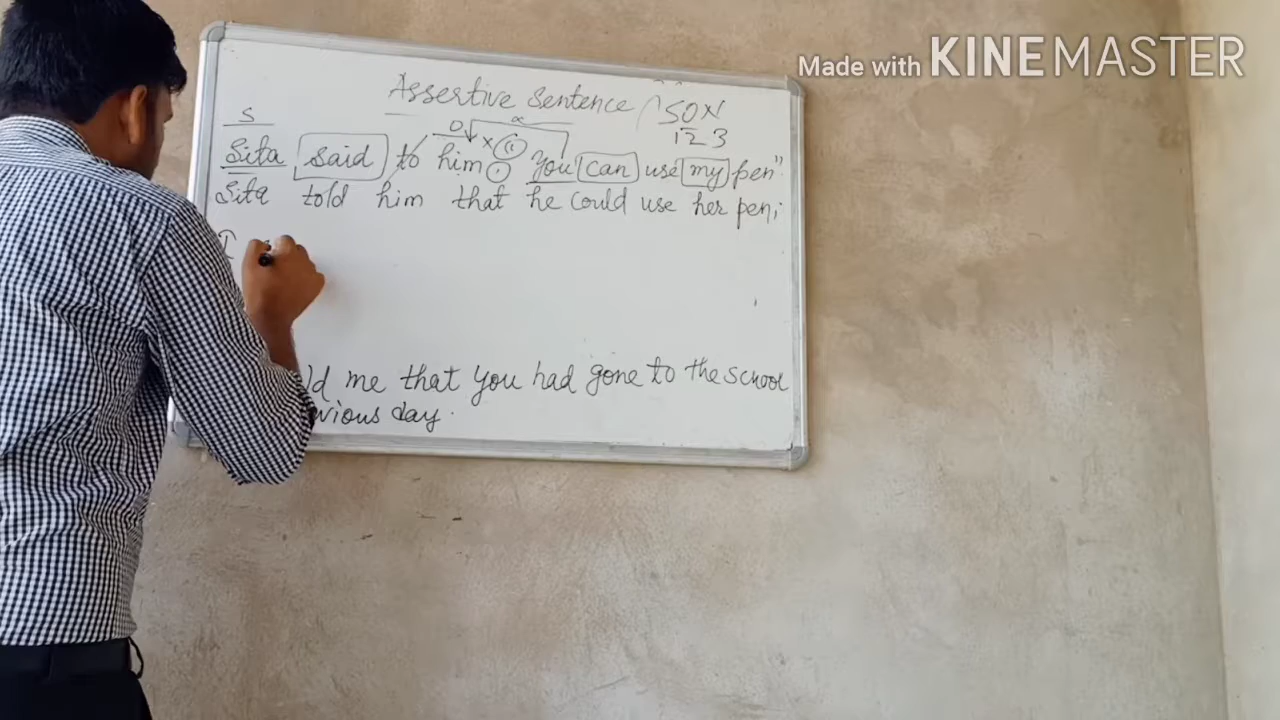 Made with KINEMASTER
Assertive Sentence / SON
123
S
O
Sita said to him, "You can use my pen".
Sita told him that he could use her pen;
I
me that you had gone to the school
day.